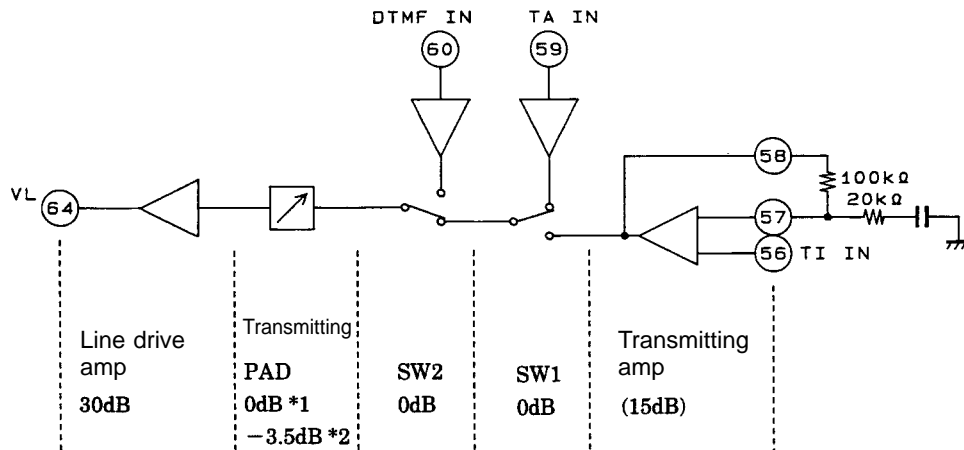 DTMF IN
TA IN
60
59
58
100kΩ
20kΩ
VL
64
57
56
TI IN
Line drive
amp
30dB
Transmitting
PAD
0dB *1
−3.5dB *2
SW2
0dB
SW1
0dB
Transmitting
amp
(15dB)